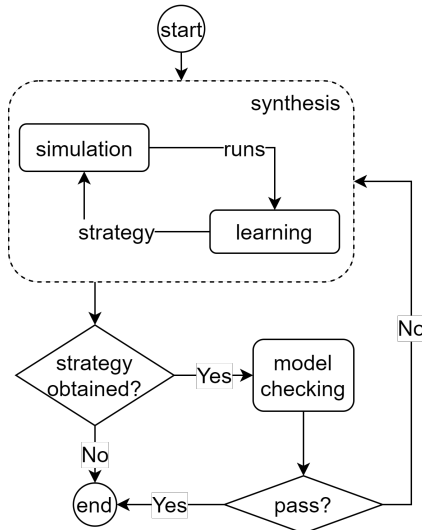 start
synthesis
simulation
runs
strategy
learning
strategy
obtained?
Yes
model
checking
No
No
end
Yes
pass?